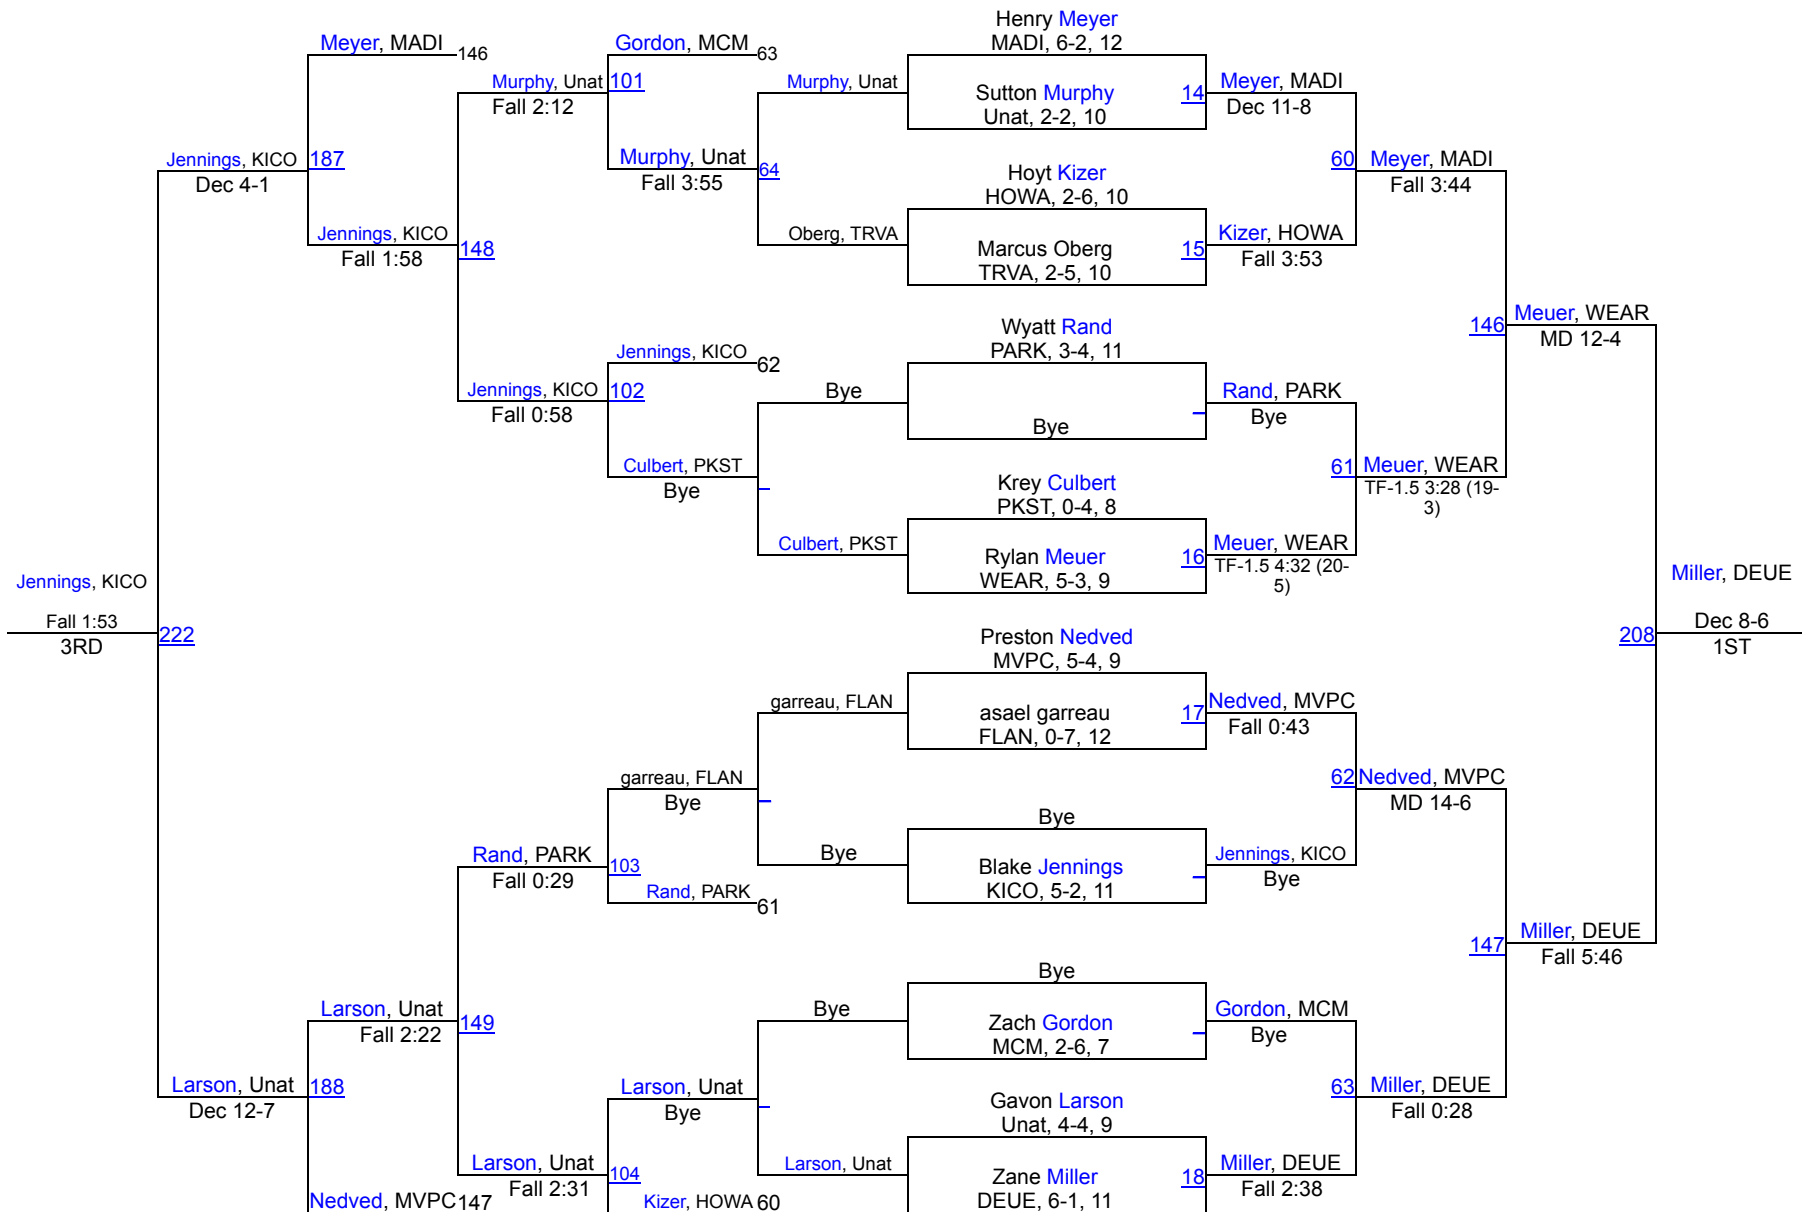 Henry Meyer
MADI, 6-2, 12
Meyer, MADI
146
Gordon, MCM
63
Murphy, Unat
101
Fall 2:12
Murphy, Unat
Sutton Murphy
Unat, 2-2, 10
14
Meyer, MADI
Dec 11-8
Jennings, KICO
187
Dec 4-1
Murphy, Unat
64
Fall 3:55
Hoyt Kizer
HOWA, 2-6, 10
60
Meyer, MADI
Fall 3:44
Jennings, KICO
148
Fall 1:58
Oberg, TRVA
Marcus Oberg
TRVA, 2-5, 10
15
Kizer, HOWA
Fall 3:53
Wyatt Rand
PARK, 3-4, 11
146
Meuer, WEAR
MD 12-4
Jennings, KICO
62
Jennings, KICO
102
Fall 0:58
Bye
Bye
Rand, PARK
Bye
Culbert, PKST
Bye
Krey Culbert
PKST, 0-4, 8
61
Meuer, WEAR
TF-1.5 3:28 (19-
3)
Culbert, PKST
Rylan Meuer
WEAR, 5-3, 9
16
Meuer, WEAR
TF-1.5 4:32 (20-
5)
Jennings, KICO
Fall 1:53
3RD
222
Miller, DEUE
208
Dec 8-6
1ST
Preston Nedved
MVPC, 5-4, 9
garreau, FLAN
asael garreau
FLAN, 0-7, 12
17
Nedved, MVPC
Fall 0:43
garreau, FLAN
Bye
62
Nedved, MVPC
MD 14-6
Bye
Rand, PARK
103
Fall 0:29
Bye
Blake Jennings
KICO, 5-2, 11
Jennings, KICO
Bye
Rand, PARK
61
147
Miller, DEUE
Fall 5:46
Bye
Larson, Unat
149
Fall 2:22
Bye
Zach Gordon
MCM, 2-6, 7
Gordon, MCM
Bye
Larson, Unat
188
Dec 12-7
Larson, Unat
Bye
Gavon Larson
Unat, 4-4, 9
63
Miller, DEUE
Fall 0:28
Larson, Unat
104
Fall 2:31
Larson, Unat
Zane Miller
DEUE, 6-1, 11
18
Miller, DEUE
Fall 2:38
Nedved, MVPC
147
Kizer, HOWA
60